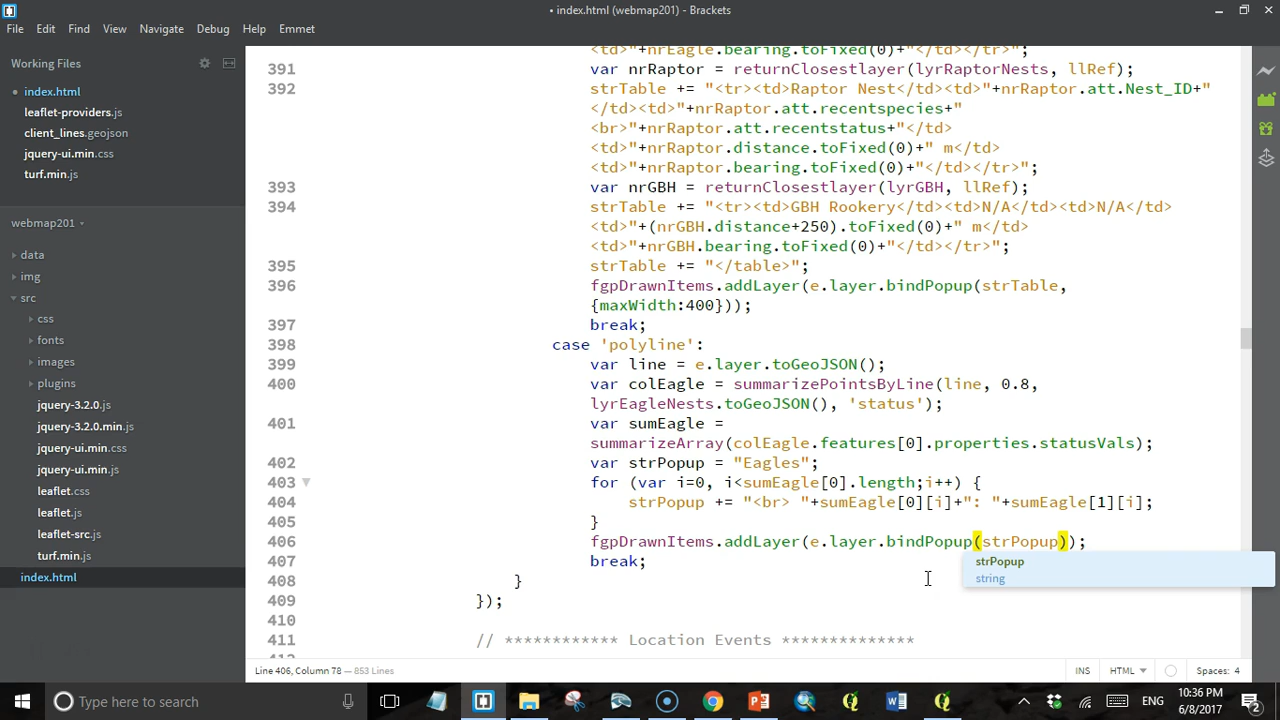 • index.html (webmap201) - Brackets
File Edit Find View Navigate Debug Help Emmet
Working Files
index.html
leaflet-providers.js
client_lines.geojson
jquery-ui.min.css
turf.min.js
webmap201
data
img
src
css
fonts
images
plugins
jquery-3.2.0.js
jquery-3.2.0.min.js
jquery-ui.min.css
jquery-ui.min.js
leaflet.css
leaflet.js
leaflet-src.js
turf.min.js
index.html
<td>"+nrEagle.bearing.toFixed(0)+"</td></tr>";
391 var nrRaptor = returnClosestlayer(lyrRaptorNests, llRef);
392 strTable += "<tr><td>Raptor Nest</td><td>"+nrRaptor.att.Nest_ID+"
</td><td>"+nrRaptor.att.recentspecies+"
<br>"+nrRaptor.att.recentstatus+"</td>
<td>"+nrRaptor.distance.toFixed(0)+" m</td>
<td>"+nrRaptor.bearing.toFixed(0)+"</td></tr>";
393 var nrGBH = returnClosestlayer(lyrGBH, llRef);
394 strTable += "<tr><td>GBH Rookery</td><td>N/A</td><td>N/A</td>
<td>"+(nrGBH.distance+250).toFixed(0)+" m</td>
<td>"+nrGBH.bearing.toFixed(0)+"</td></tr>";
395 strTable += "</table>";
396 fgpDrawnItems.addLayer(e.layer.bindPopup(strTable,
{maxWidth:400}));
397 break;
398 case 'polyline':
399 var line = e.layer.toGeoJSON();
400 var colEagle = summarizePointsByLine(line, 0.8,
lyrEagleNests.toGeoJSON(), 'status');
401 var sumEagle =
summarizeArray(colEagle.features[0].properties.statusVals);
402 var strPopup = "Eagles";
403 for (var i=0, i<sumEagle[0].length;i++) {
404 strPopup += "<br> "+sumEagle[0][i]+": "+sumEagle[1][i];
405 }
406 fgpDrawnItems.addLayer(e.layer.bindPopup(strPopup));
407 break;
strPopup
string
408 }
409 });
410
411 // ************ Location Events **************
Line 406, Column 78 — 853 Lines INS HTML Spaces: 4
Type here to search ENG 10:36 PM
6/8/2017
2